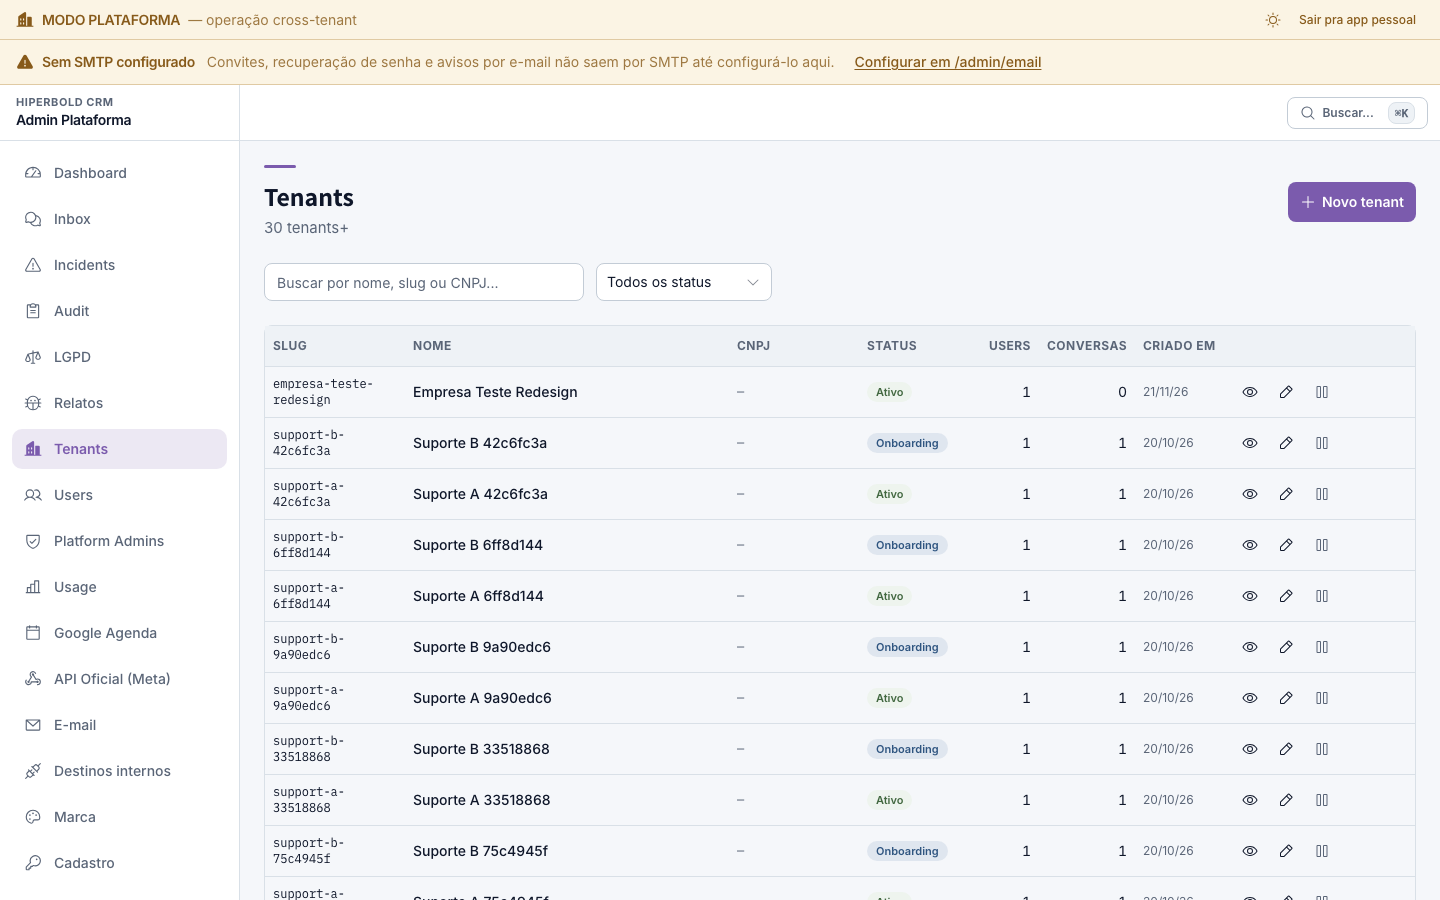 MODO PLATAFORMA — operação cross-tenant
Sair pra app pessoal
Sem SMTP configurado Convites, recuperação de senha e avisos por e-mail não saem por SMTP até configurá-lo aqui. Configurar em /admin/email
HIPERBOLD CRM
Admin Plataforma
Buscar... ⌘K
Dashboard
Inbox
Incidents
Audit
LGPD
Relatos
Tenants
Users
Platform Admins
Usage
Google Agenda
API Oficial (Meta)
E-mail
Destinos internos
Marca
Cadastro
Tenants
30 tenants+
Novo tenant
Buscar por nome, slug ou CNPJ...
Todos os status
SLUG NOME CNPJ STATUS USERS CONVERSAS CRIADO EM
empresa-teste-
redesign
Empresa Teste Redesign — Ativo 1 0 21/11/26
support-b-
42c6fc3a
Suporte B 42c6fc3a — Onboarding 1 1 20/10/26
support-a-
42c6fc3a
Suporte A 42c6fc3a — Ativo 1 1 20/10/26
support-b-
6ff8d144
Suporte B 6ff8d144 — Onboarding 1 1 20/10/26
support-a-
6ff8d144
Suporte A 6ff8d144 — Ativo 1 1 20/10/26
support-b-
9a90edc6
Suporte B 9a90edc6 — Onboarding 1 1 20/10/26
support-a-
9a90edc6
Suporte A 9a90edc6 — Ativo 1 1 20/10/26
support-b-
33518868
Suporte B 33518868 — Onboarding 1 1 20/10/26
support-a-
33518868
Suporte A 33518868 — Ativo 1 1 20/10/26
support-b-
75c4945f
Suporte B 75c4945f — Onboarding 1 1 20/10/26
support-a-